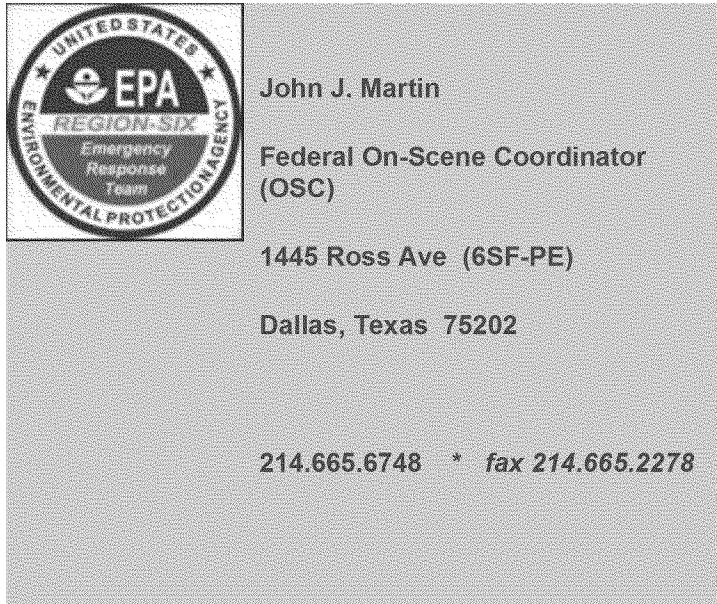 UNITED STATES
EPA
REGION-SIX
Emergency
Response
Team
ENVIRONMENTAL PROTECTION AGENCY
John J. Martin
Federal On-Scene Coordinator
(OSC)
1445 Ross Ave (6SF-PE)
Dallas, Texas 75202
214.665.6748 * fax 214.665.2278